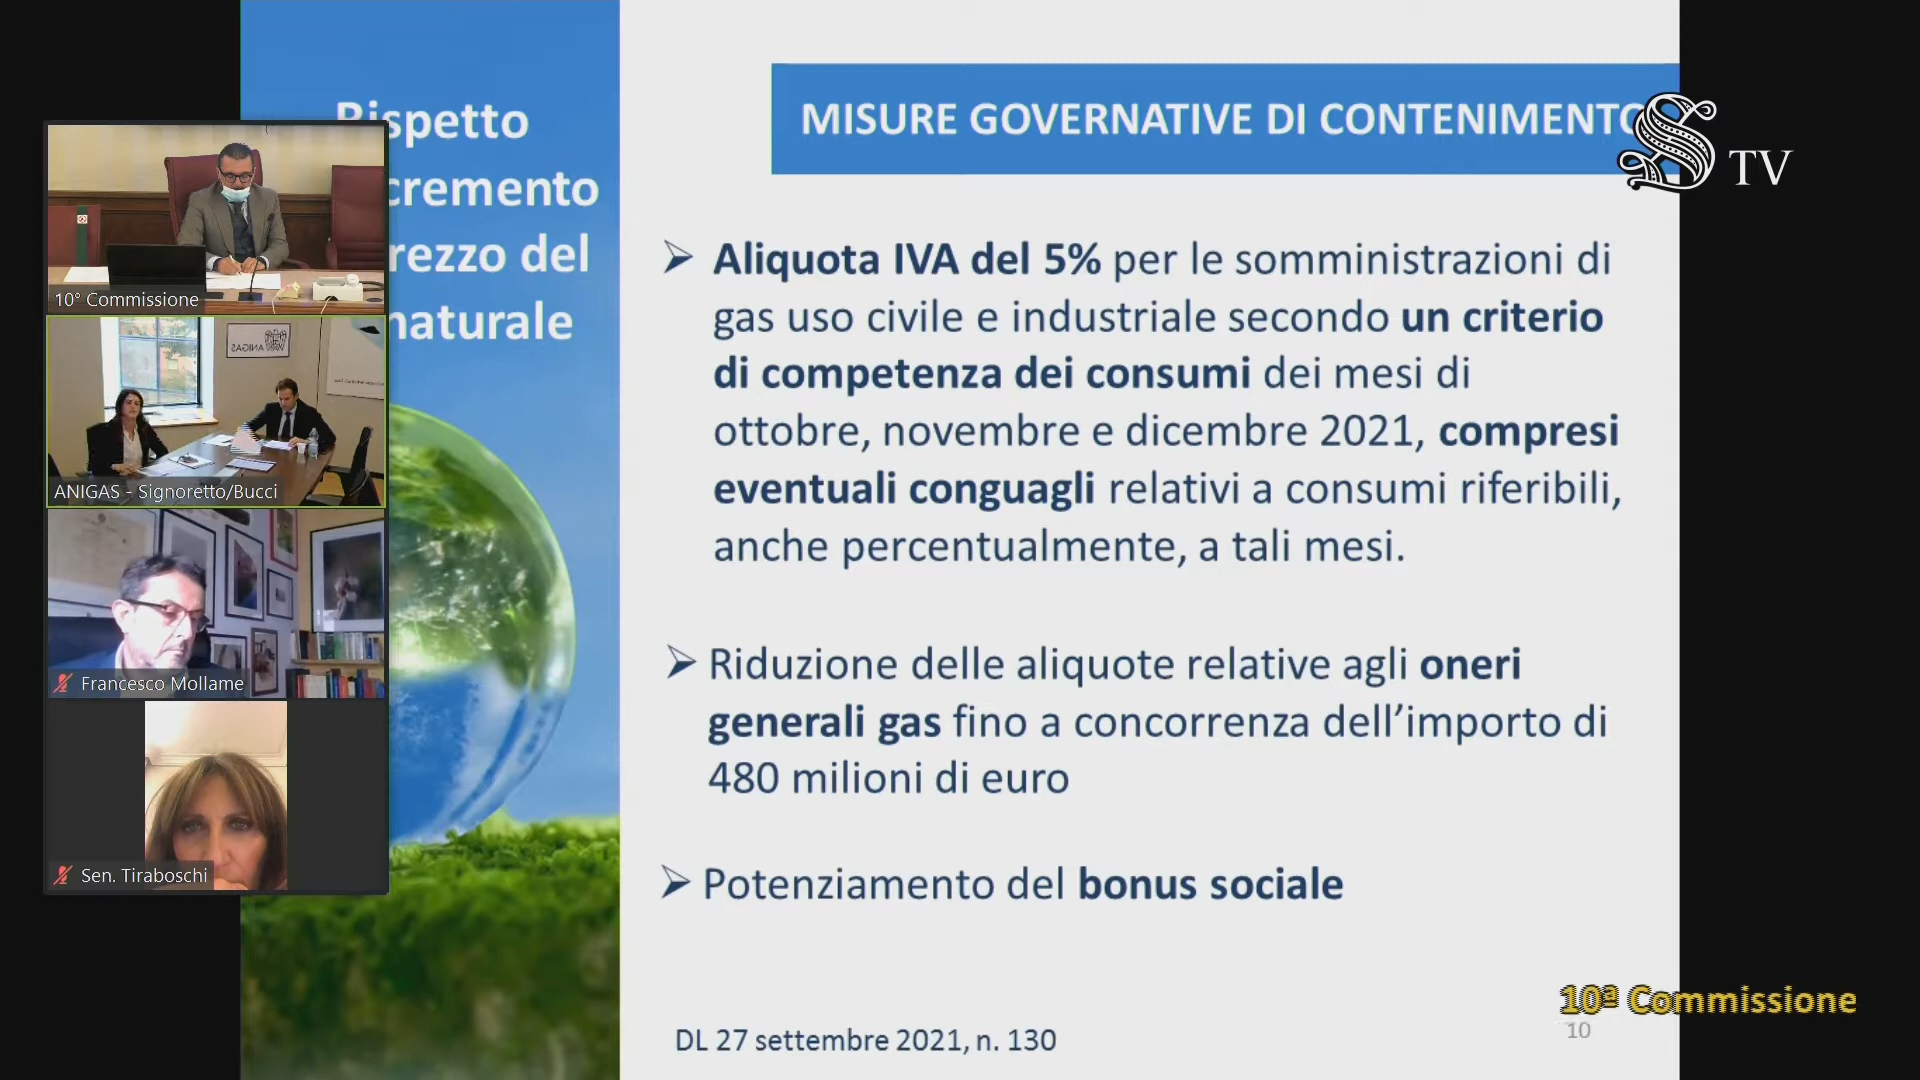 Rispetto
cremento
rezzo del
naturale
MISURE GOVERNATIVE DI CONTENIMENTO
S TV
10° Commissione
ANIGAS
ANIGAS - Signoretto/Bucci
Francesco Mollame
Sen. Tiraboschi
➢ Aliquota IVA del 5% per le somministrazioni di
gas uso civile e industriale secondo un criterio
di competenza dei consumi dei mesi di
ottobre, novembre e dicembre 2021, compresi
eventuali conguagli relativi a consumi riferibili,
anche percentualmente, a tali mesi.
➢ Riduzione delle aliquote relative agli oneri
generali gas fino a concorrenza dell’importo di
480 milioni di euro
➢ Potenziamento del bonus sociale
10ª Commissione
10
DL 27 settembre 2021, n. 130